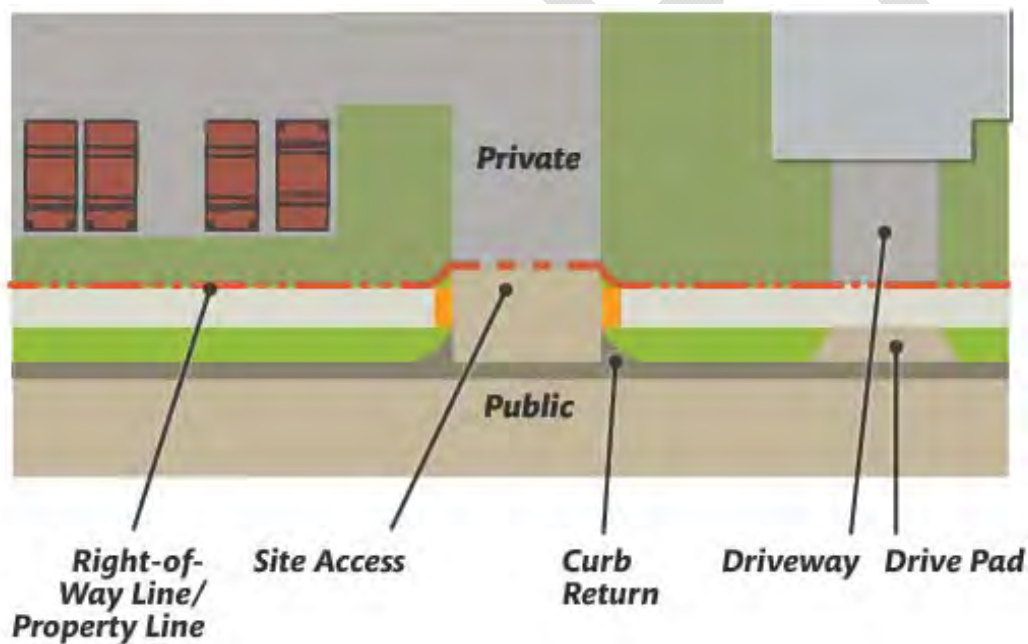 Private
Public
Right-of-
Way Line/
Property Line
Site Access
Curb
Return
Driveway
Drive Pad